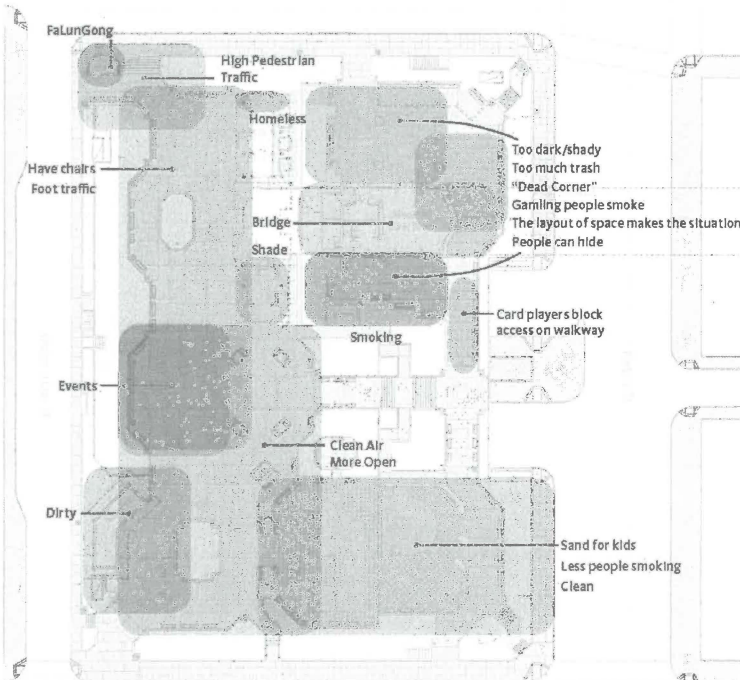 FaLunGong
High Pedestrian
Traffic
Homeless
Have chairs
Foot traffic
Too dark/shady
Too much trash
"Dead Corner"
Gamling people smoke
The layout of space makes the situation
People can hide
Bridge
Shade
Card players block
access on walkway
Smoking
Events
Clean Air
More Open
Dirty
Sand for kids
Less people smoking
Clean